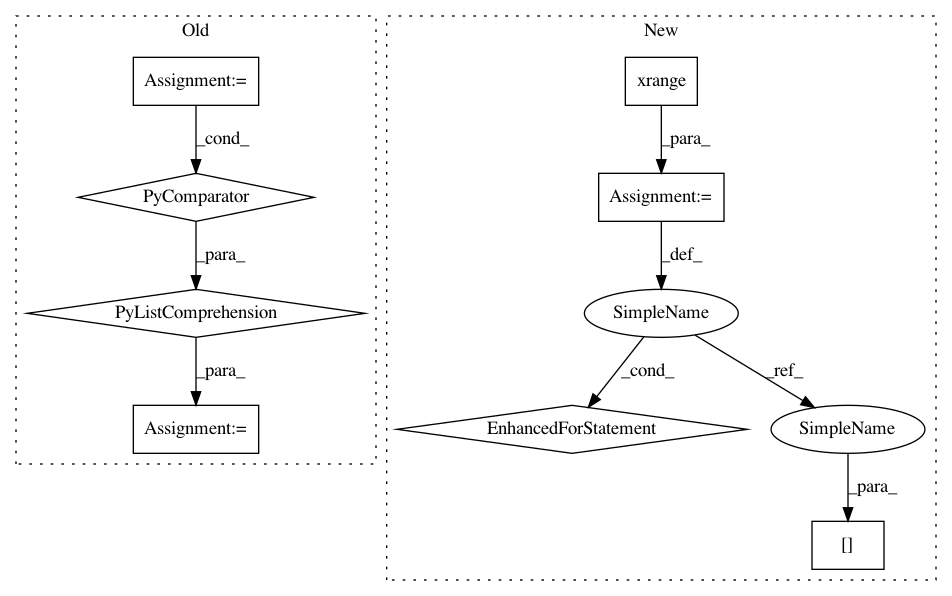 Old
New
Assignment:=
xrange
_cond_
_para_
PyComparator
Assignment:=
_para_
_def_
PyListComprehension
SimpleName
_para_
_cond_
_ref_
Assignment:=
EnhancedForStatement
SimpleName
_para_
[]